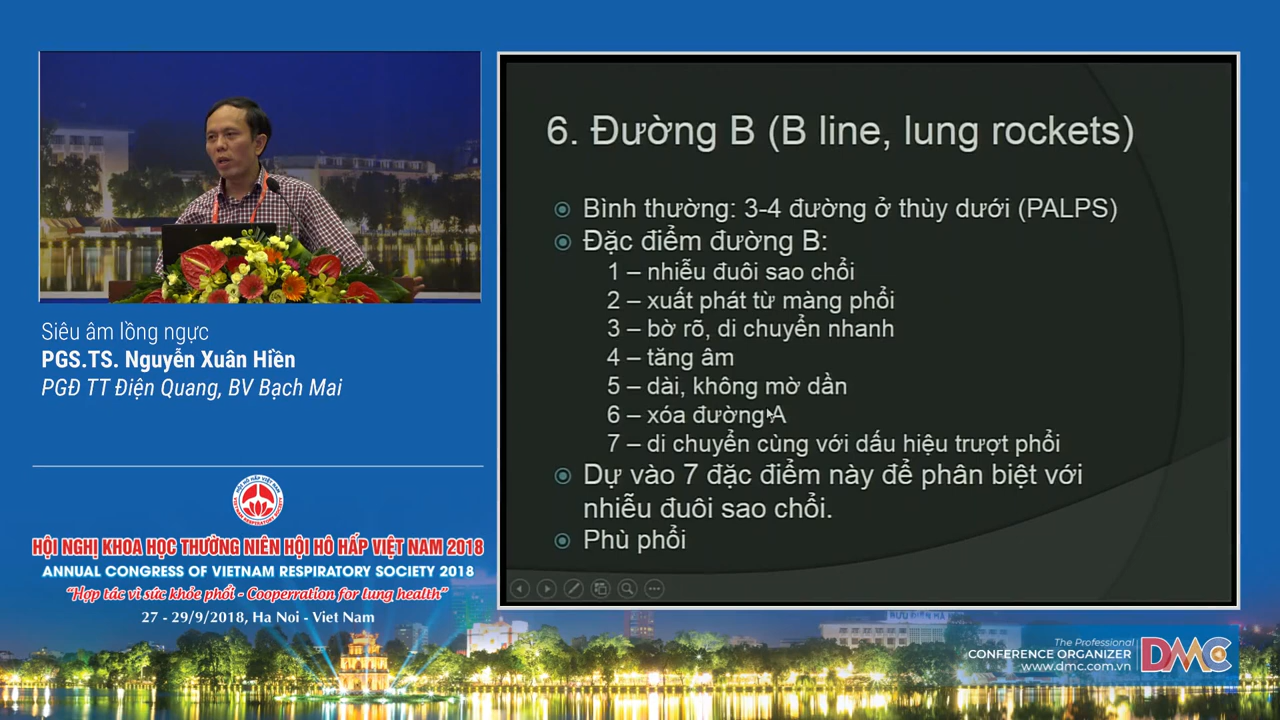 6. Đường B (B line, lung rockets)
Bình thường: 3-4 đường ở thùy dưới (PALPS)
Đặc điểm đường B:
1 – nhiễu đuôi sao chổi
2 – xuất phát từ màng phổi
3 – bờ rõ, di chuyển nhanh
4 – tăng âm
5 – dài, không mờ dần
6 – xóa đường A
7 – di chuyển cùng với dấu hiệu trượt phổi
Dự vào 7 đặc điểm này để phân biệt với
nhiễu đuôi sao chổi.
Phù phổi
Siêu âm lồng ngực
PGS.TS. Nguyễn Xuân Hiền
PGĐ TT Điện Quang, BV Bạch Mai
HỘI NGHỊ KHOA HỌC THƯỜNG NIÊN HỘI HÔ HẤP VIỆT NAM 2018
ANNUAL CONGRESS OF VIETNAM RESPIRATORY SOCIETY 2018
“Hợp tác vì sức khỏe phổi - Cooperration for lung health”
27 - 29/9/2018, Ha Noi - Viet Nam
The Professional
CONFERENCE ORGANIZER
www.dmc.com.vn
DMC